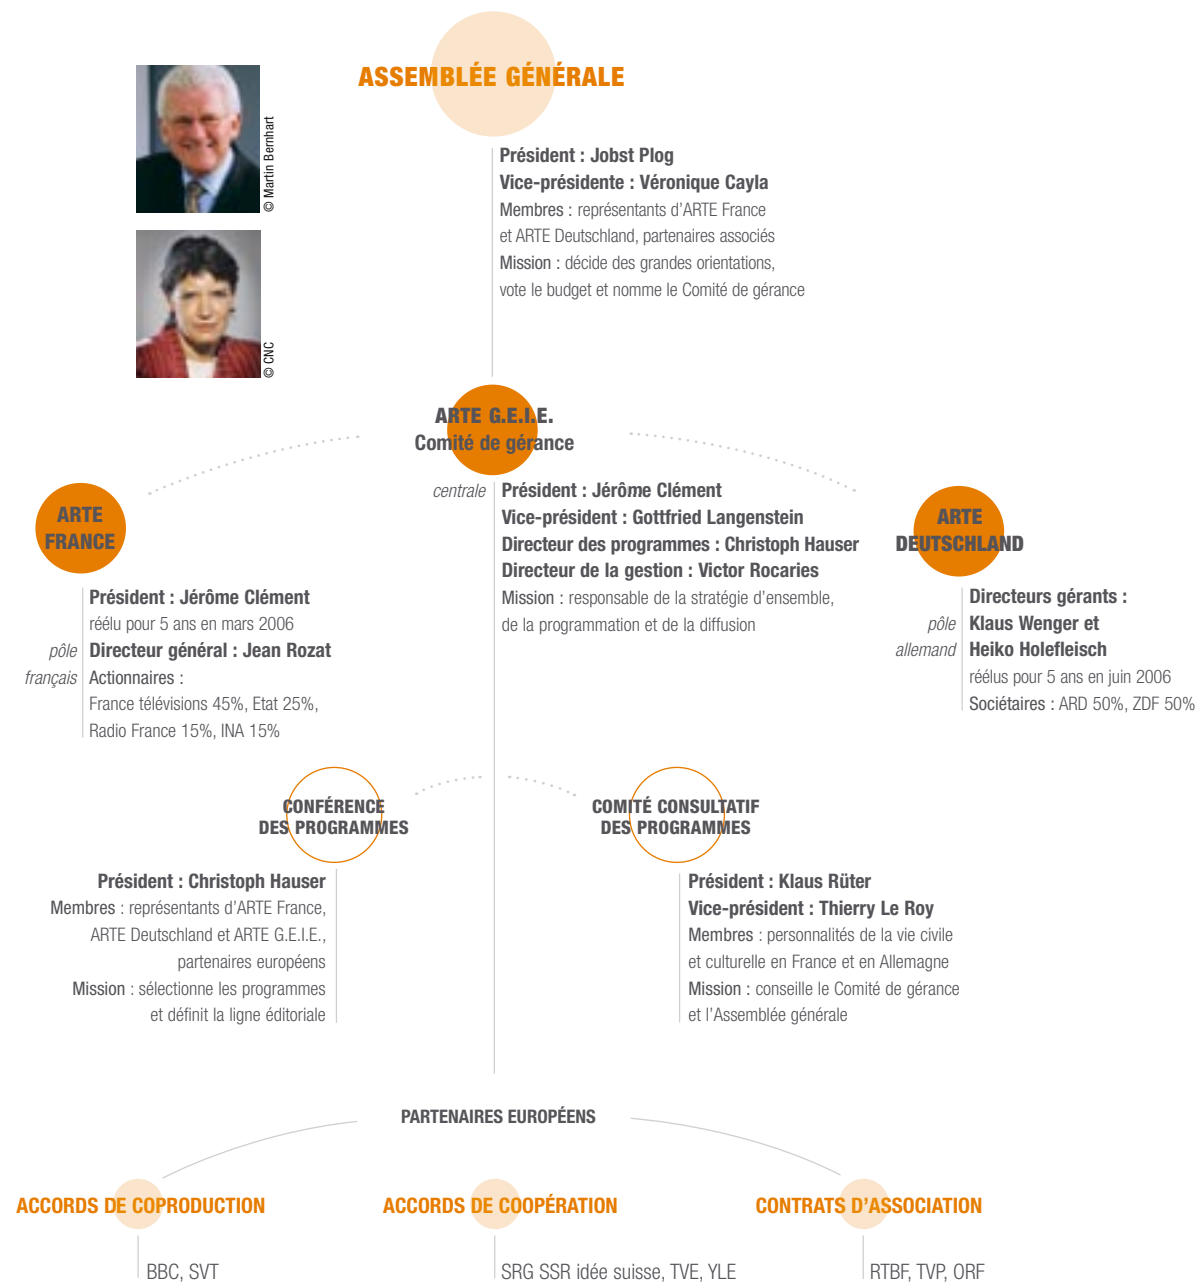 ASSEMBLÉE GÉNÉRALE
© Martin Bernhart
© CNC
Président : Jobst Plog
Vice-présidente : Véronique Cayla
Membres : représentants d'ARTE France
et ARTE Deutschland, partenaires associés
Mission : décide des grandes orientations,
vote le budget et nomme le Comité de gérance
ARTE G.E.I.E.
Comité de gérance
centrale
Président : Jérôme Clément
Vice-président : Gottfried Langenstein
Directeur des programmes : Christoph Hauser
Directeur de la gestion : Victor Rocaries
Mission : responsable de la stratégie d'ensemble,
de la programmation et de la diffusion
ARTE
FRANCE
Président : Jérôme Clément
réélu pour 5 ans en mars 2006
pôle
français
Directeur général : Jean Rozat
Actionnaires :
France télévisions 45%, Etat 25%,
Radio France 15%, INA 15%
ARTE
DEUTSCHLAND
Directeurs gérants :
pôle
allemand
Klaus Wenger et
Heiko Holefleisch
réélus pour 5 ans en juin 2006
Sociétaires : ARD 50%, ZDF 50%
CONFÉRENCE
DES PROGRAMMES
Président : Christoph Hauser
Membres : représentants d'ARTE France,
ARTE Deutschland et ARTE G.E.I.E.,
partenaires européens
Mission : sélectionne les programmes
et définit la ligne éditoriale
COMITÉ CONSULTATIF
DES PROGRAMMES
Président : Klaus Rüter
Vice-président : Thierry Le Roy
Membres : personnalités de la vie civile
et culturelle en France et en Allemagne
Mission : conseille le Comité de gérance
et l'Assemblée générale
PARTENAIRES EUROPÉENS
ACCORDS DE COPRODUCTION
BBC, SVT
ACCORDS DE COOPÉRATION
SRG SSR idée suisse, TVE, YLE
CONTRATS D'ASSOCIATION
RTBF, TVP, ORF